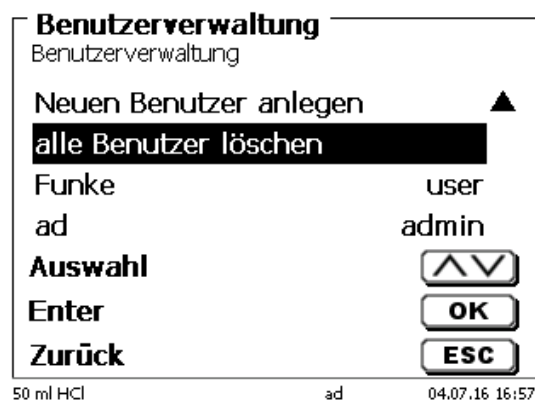 Benutzerverwaltung
Benutzerverwaltung
Neuen Benutzer anlegen
alle Benutzer löschen
Funke user
ad admin
Auswahl
Enter OK
Zurück ESC
50 ml HCl ad 04.07.16 16:57